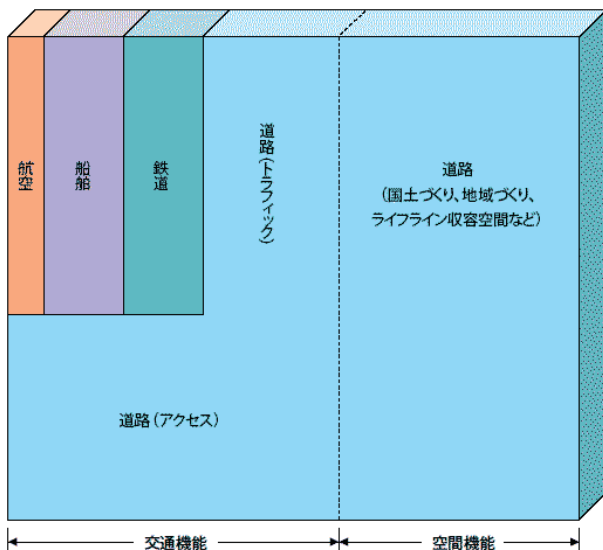 航空
船舶
鉄道
道路(トラフィック)
道路
(国土づくり、地域づくり、
ライフライン収容空間など)
道路(アクセス)
交通機能
空間機能